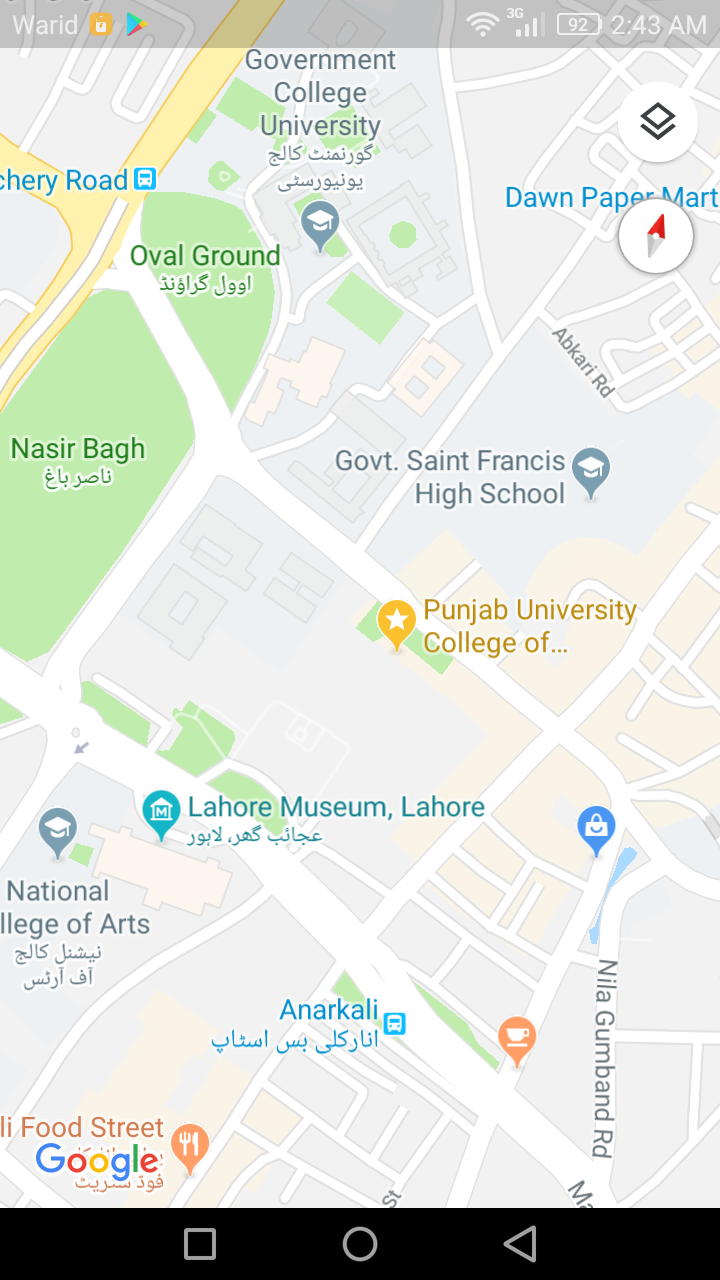 Warid 3G 92 2:43 AM
Government
College
University
گورنمنٹ کالج
یونیورسٹی
chery Road
Dawn Paper Mart
Oval Ground
اوول گراؤنڈ
Abkari Rd
Nasir Bagh
ناصر باغ
Govt. Saint Francis
High School
Punjab University
College of...
Lahore Museum, Lahore
عجائب گھر، لاہور
National
llege of Arts
نیشنل کالج
آف آرٹس
Nila Gumband Rd
Anarkali
انارکلی بس اسٹاپ
li Food Street
Google
فوڈ سٹریٹ
St
Ma